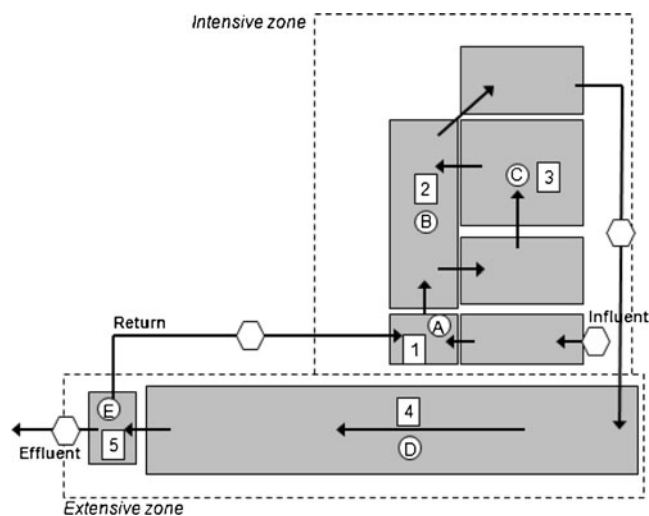 Intensive zone
C 3
2
B
Influent
Return
A
1
E
4
5
D
Effluent
Extensive zone